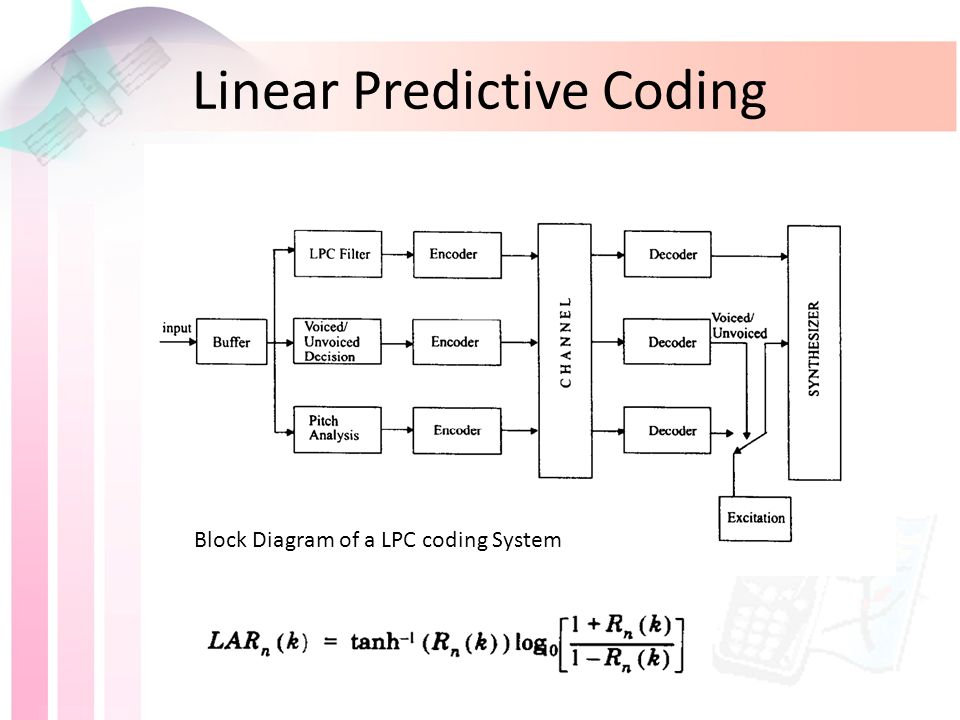 Linear Predictive Coding
LPC Filter
Encoder
Decoder
input
Buffer
Voiced/
Unvoiced
Decision
Encoder
CHANNEL
Decoder
Voiced/
Unvoiced
SYNTHESIZER
Pitch
Analysis
Encoder
Decoder
Excitation
Block Diagram of a LPC coding System
LARₙ(k) = tanh⁻¹(Rₙ(k)) log₁₀[(1 + Rₙ(k))/(1 − Rₙ(k))]